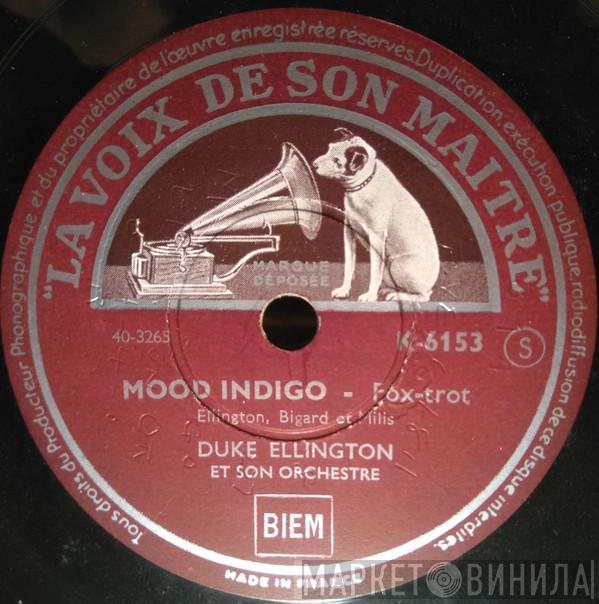 Tous droits du Producteur Phonographique et du propriétaire de l'œuvre enregistrée réservés. Duplication, exécution publique, radiodiffusion de ce disque interdites.
"LA VOIX DE SON MAITRE"
MARQUE
DÉPOSÉE
40-3265
K-6153
S
MOOD INDIGO - Fox-trot
Ellington, Bigard et Mills
DUKE ELLINGTON
ET SON ORCHESTRE
BIEM
MADE IN FRANCE
МАРКЕТ ВИНИЛА